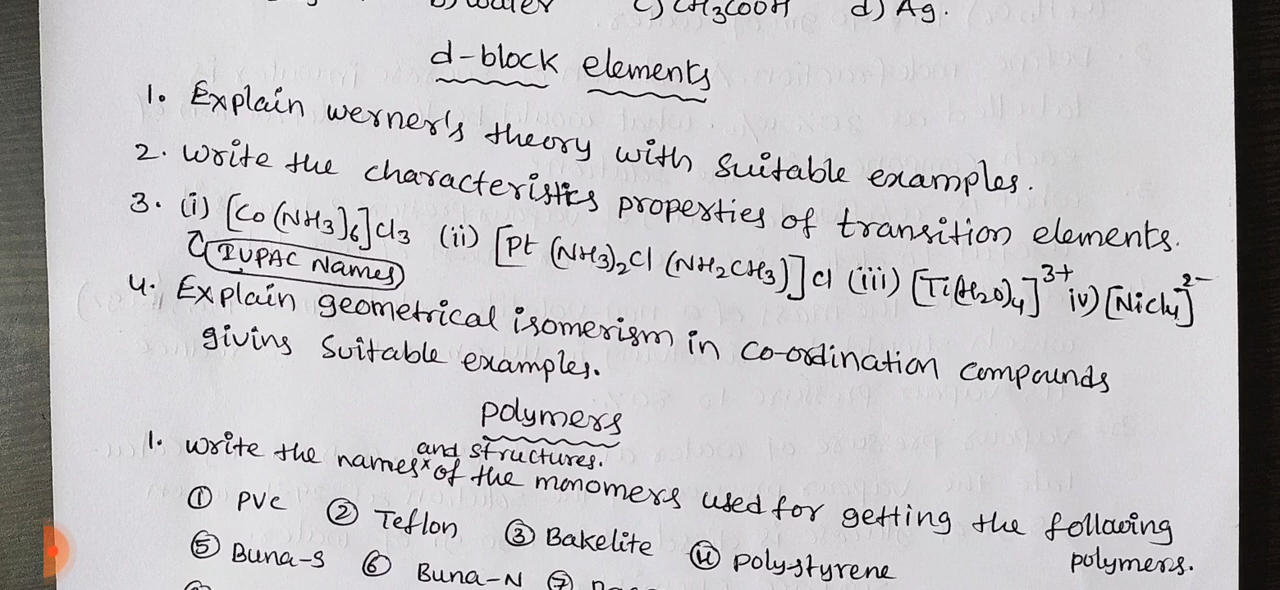 b) water c) CH3COOH d) Ag.
d-block elements
1. Explain werner's theory with suitable examples.
2. write the characteristics properties of transition elements.
3. (i) [Co(NH3)6]Cl3 (ii) [Pt (NH3)2Cl (NH2CH3)]Cl (iii) [Ti(H2O)4]3+ iv) [NiCl4]2-
IUPAC Names
4. Explain geometrical isomerism in co-ordination compounds
giving suitable examples.
polymers
and structures.
1. write the names x of the monomers used for getting the following
polymers.
① PVC ② Teflon ③ Bakelite ④ polystyrene
⑤ Buna-S ⑥ Buna-N ⑦